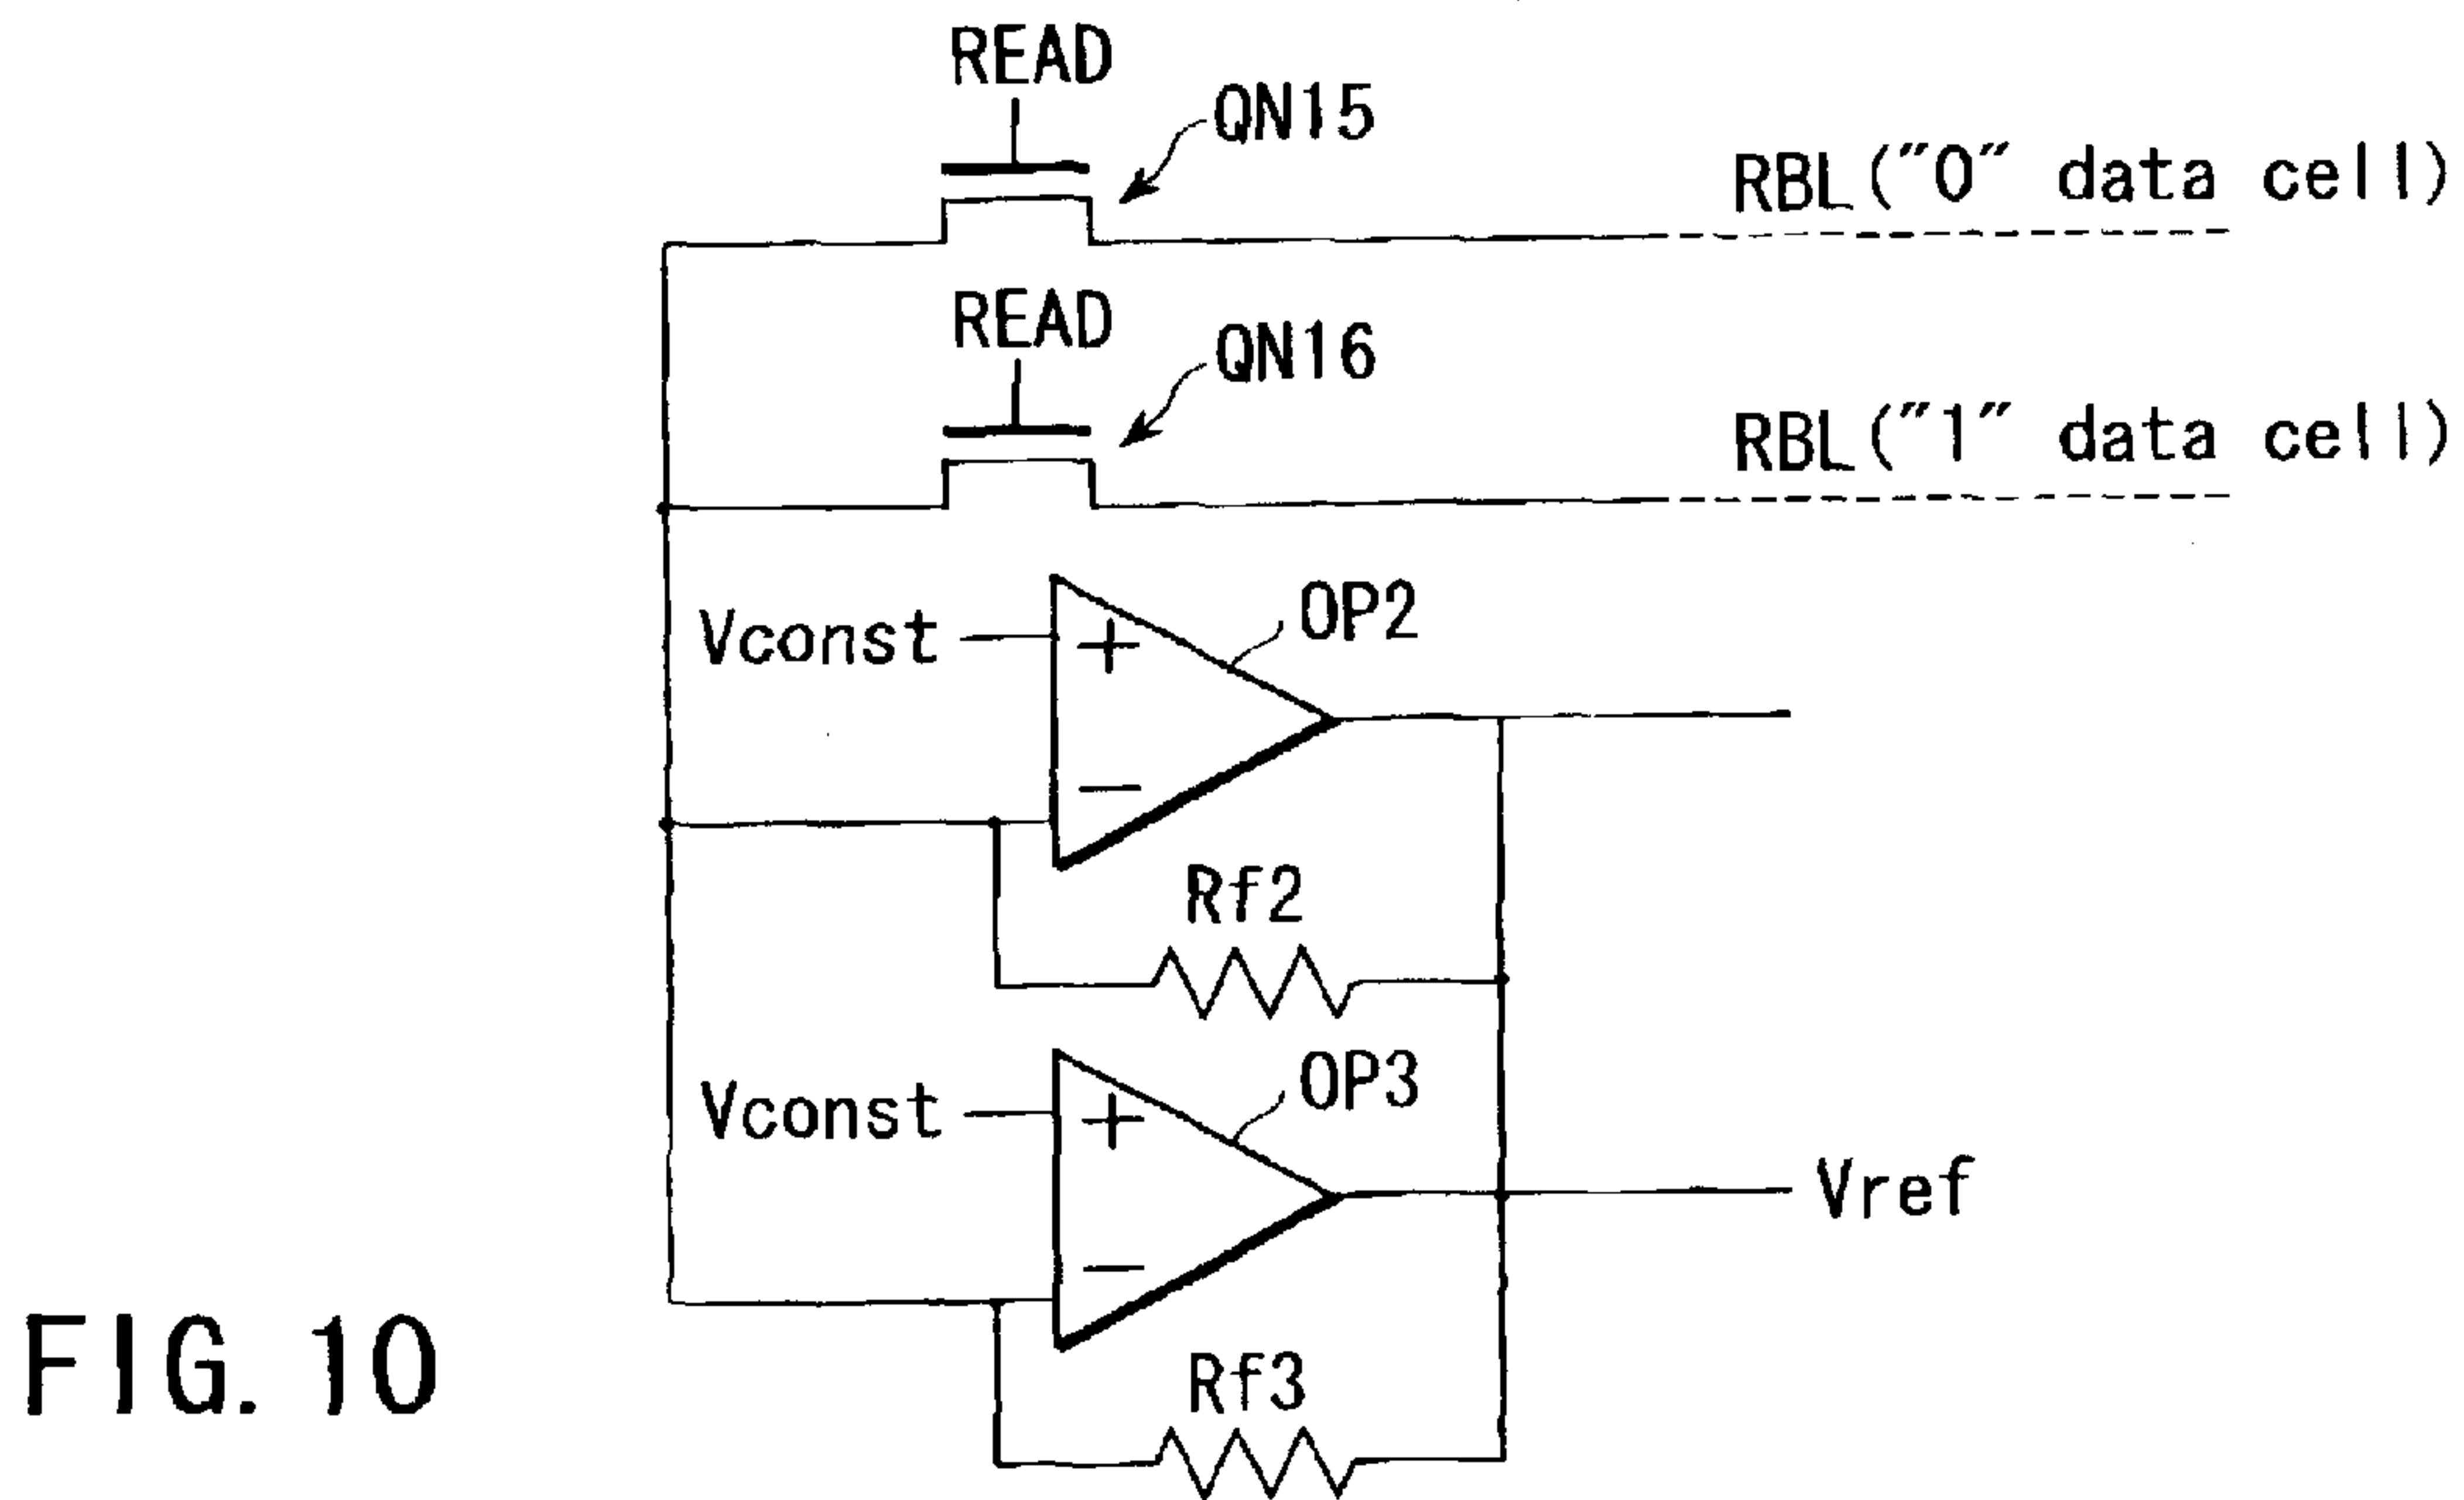 READ
QN15
RBL("0" data cell)
READ
QN16
RBL("1" data cell)
Vconst
+
OP2
−
Rf2
Vconst
+
OP3
−
Vref
Rf3
FIG. 10